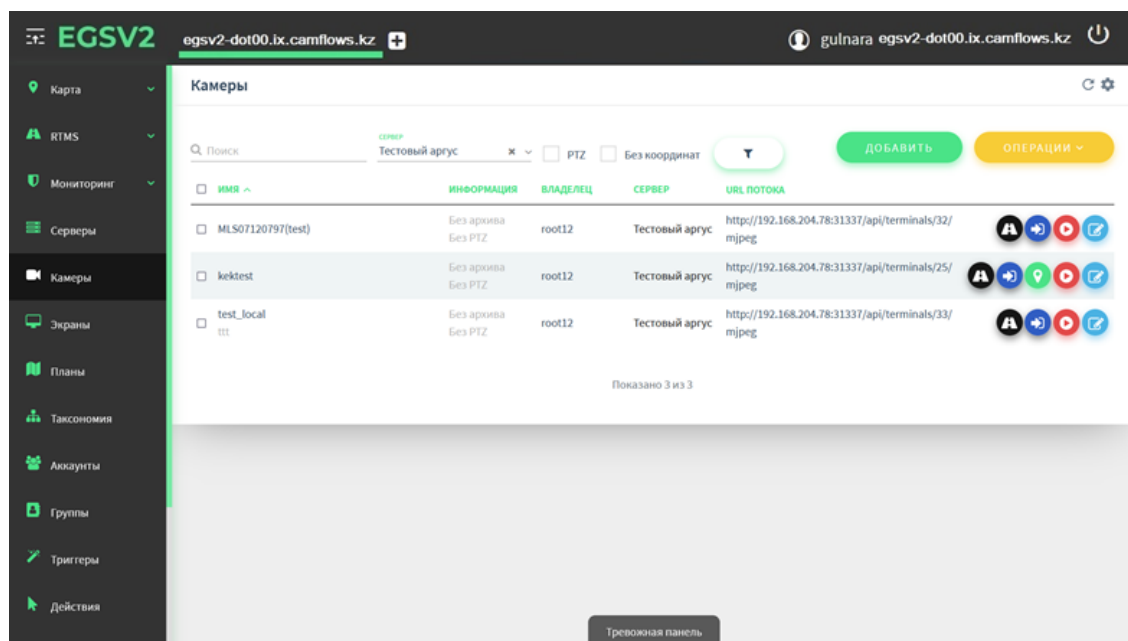 EGSV2
egsv2-dot00.ix.camflows.kz
gulnara egsv2-dot00.ix.camflows.kz
Карта
RTMS
Мониторинг
Серверы
Камеры
Экраны
Планы
Таксономия
Аккаунты
Группы
Триггеры
Действия
Камеры
Поиск
СЕРВЕР
Тестовый аргус
PTZ
Без координат
ДОБАВИТЬ
ОПЕРАЦИИ
ИМЯ ИНФОРМАЦИЯ ВЛАДЕЛЕЦ СЕРВЕР URL ПОТОКА
MLS07120797(test) Без архива root12 Тестовый аргус http://192.168.204.78:31337/api/terminals/32/
Без PTZ mjpeg
kektest Без архива root12 Тестовый аргус http://192.168.204.78:31337/api/terminals/25/
Без PTZ mjpeg
test_local Без архива root12 Тестовый аргус http://192.168.204.78:31337/api/terminals/33/
ttt Без PTZ mjpeg
Показано 3 из 3
Тревожная панель